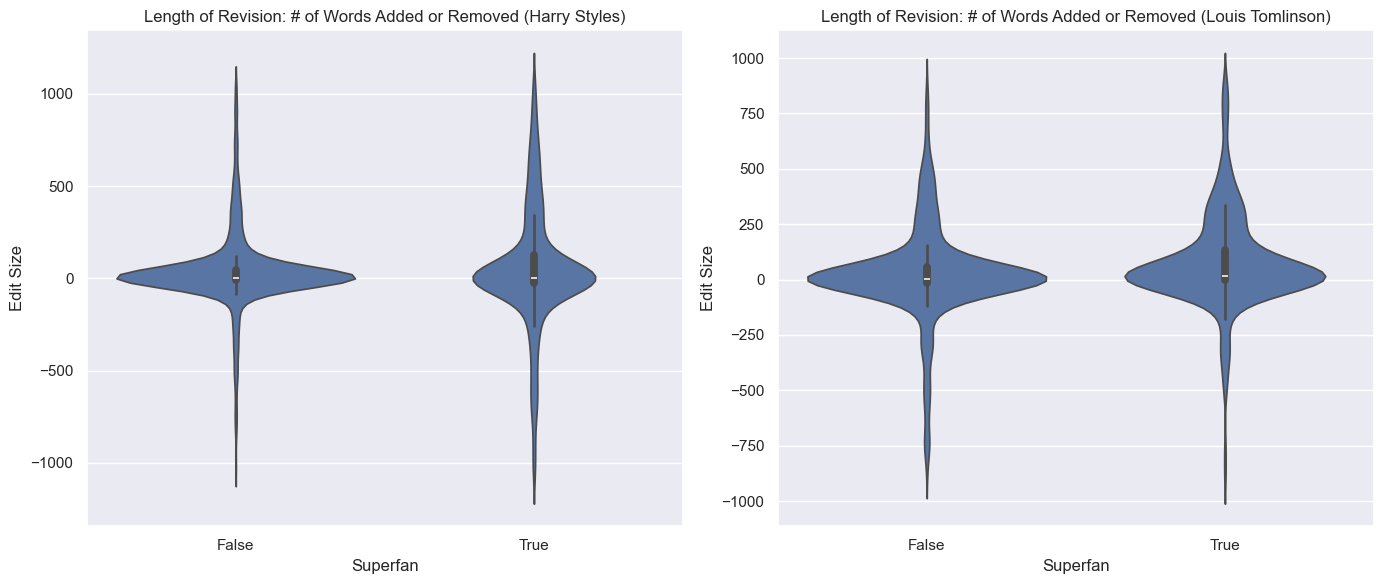 Length of Revision: # of Words Added or Removed (Harry Styles)
1000
500
0
−500
−1000
Edit Size
False
True
Superfan
Length of Revision: # of Words Added or Removed (Louis Tomlinson)
1000
750
500
250
0
−250
−500
−750
−1000
Edit Size
False
True
Superfan